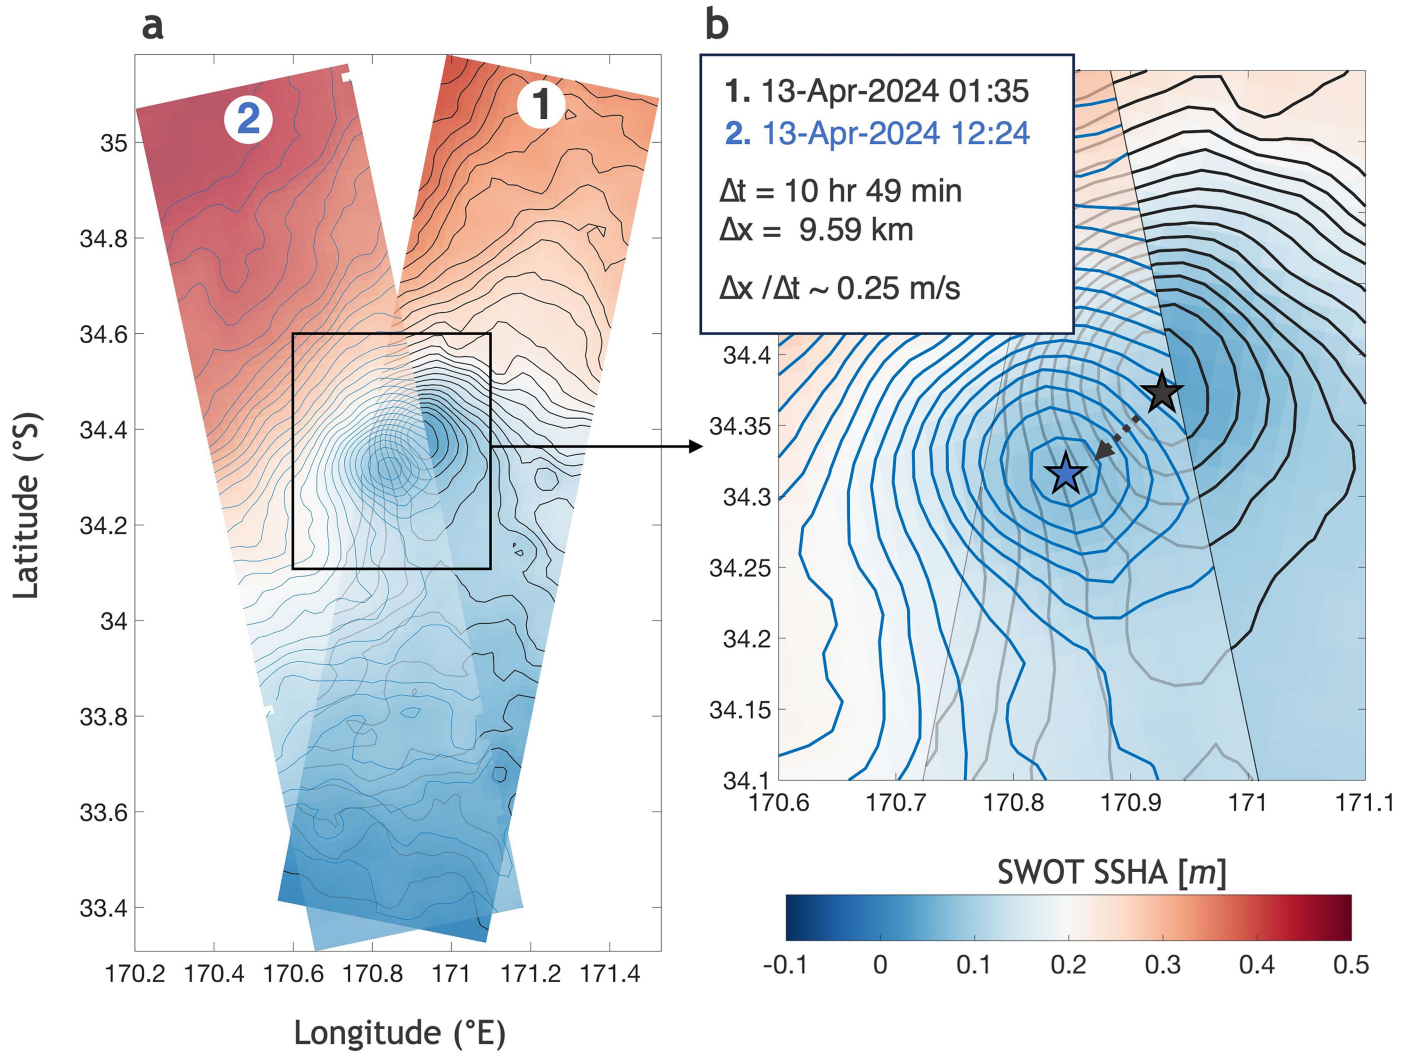 a
b
2
1
1. 13-Apr-2024 01:35
2. 13-Apr-2024 12:24
Δt = 10 hr 49 min
Δx = 9.59 km
Δx /Δt ~ 0.25 m/s
Latitude (°S)
35
34.8
34.6
34.4
34.2
34
33.8
33.6
33.4
170.2 170.4 170.6 170.8 171 171.2 171.4
Longitude (°E)
34.4
34.35
34.3
34.25
34.2
34.15
34.1
170.6 170.7 170.8 170.9 171 171.1
SWOT SSHA [m]
-0.1 0 0.1 0.2 0.3 0.4 0.5